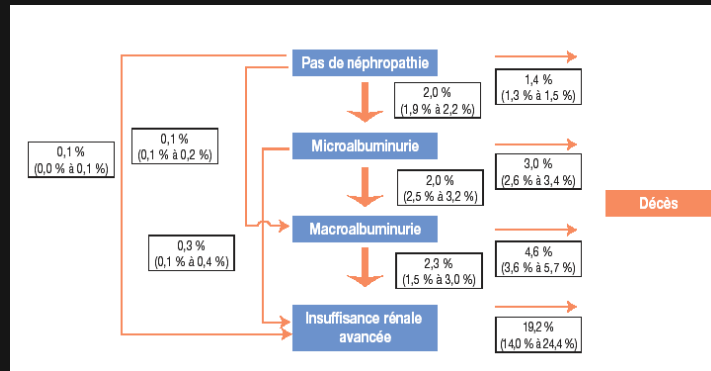 Pas de néphropathie
1,4 %
(1,3 % à 1,5 %)
2,0 %
(1,9 % à 2,2 %)
0,1 %
(0,0 % à 0,1 %)
0,1 %
(0,1 % à 0,2 %)
Microalbuminurie
3,0 %
(2,6 % à 3,4 %)
2,0 %
(2,5 % à 3,2 %)
Décès
Macroalbuminurie
4,6 %
(3,6 % à 5,7 %)
0,3 %
(0,1 % à 0,4 %)
2,3 %
(1,5 % à 3,0 %)
Insuffisance rénale
avancée
19,2 %
(14,0 % à 24,4 %)